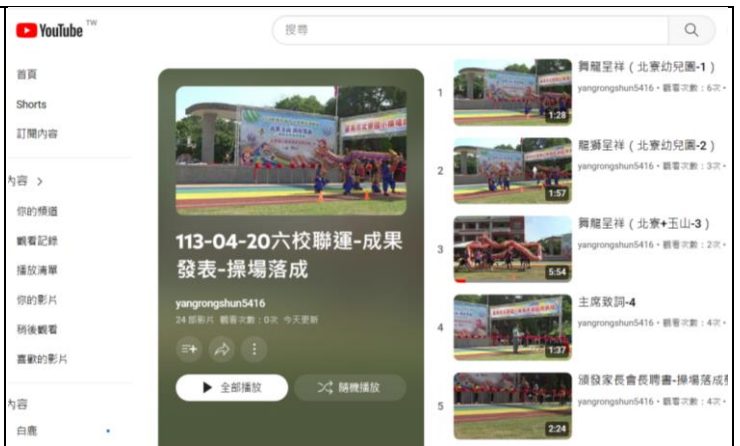 YouTube TW
搜尋
首頁
Shorts
訂閱內容
內容 >
你的頻道
觀看記錄
播放清單
你的影片
稍後觀看
喜歡的影片
內容
白鹿
113-04-20六校聯運-成果
發表-操場落成
yangrongshun5416
24 部影片 觀看次數：0次 今天更新
全部播放
隨機播放
1
1:28
舞龍呈祥（北寮幼兒園-1）
yangrongshun5416・觀看次數：6次・
2
1:57
龍獅呈祥（北寮幼兒園-2）
yangrongshun5416・觀看次數：3次・
3
5:54
舞龍呈祥（北寮+玉山-3）
yangrongshun5416・觀看次數：2次・
4
1:37
主席致詞-4
yangrongshun5416・觀看次數：4次・
5
2:24
頒發家長會長聘書-操場落成
yangrongshun5416・觀看次數：4次・